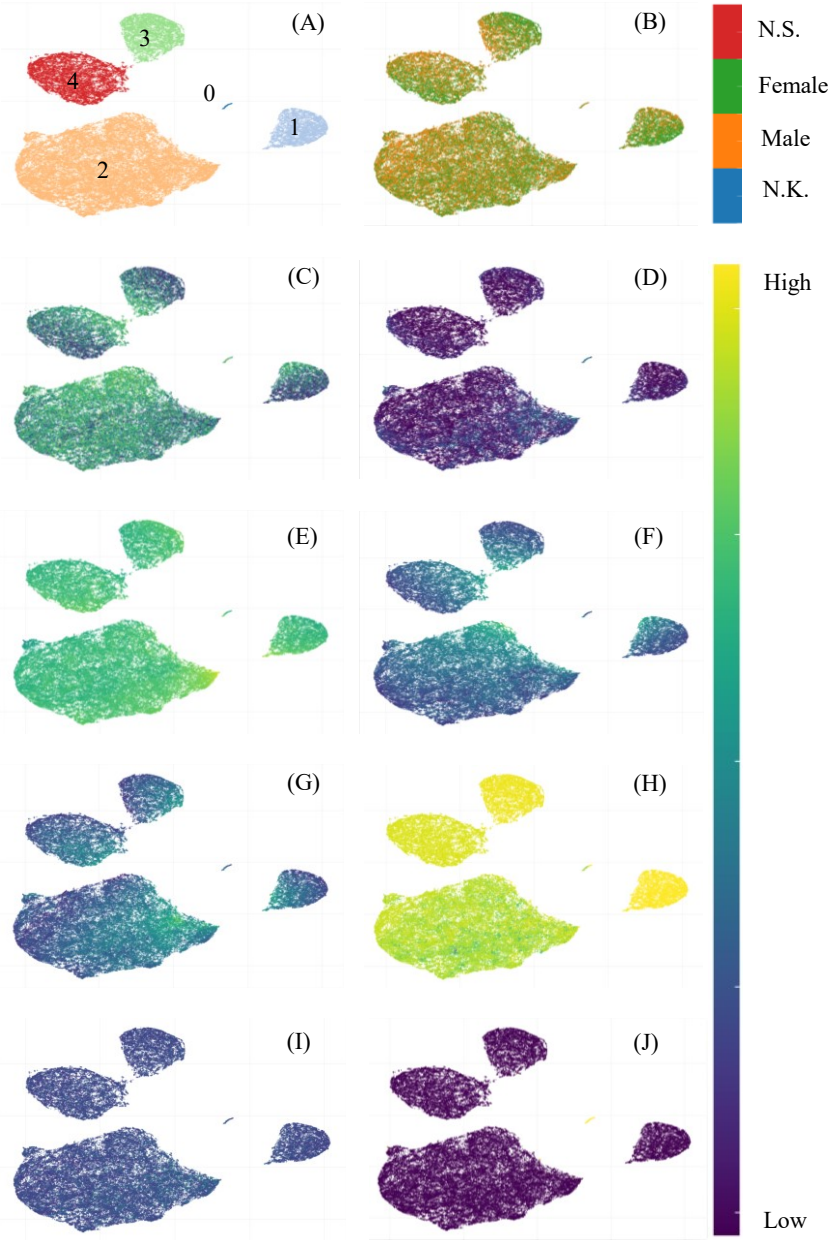 (A)
3
4
0
1
2
(B)
N.S.
Female
Male
N.K.
(C)
(D)
High
(E)
(F)
(G)
(H)
(I)
(J)
Low